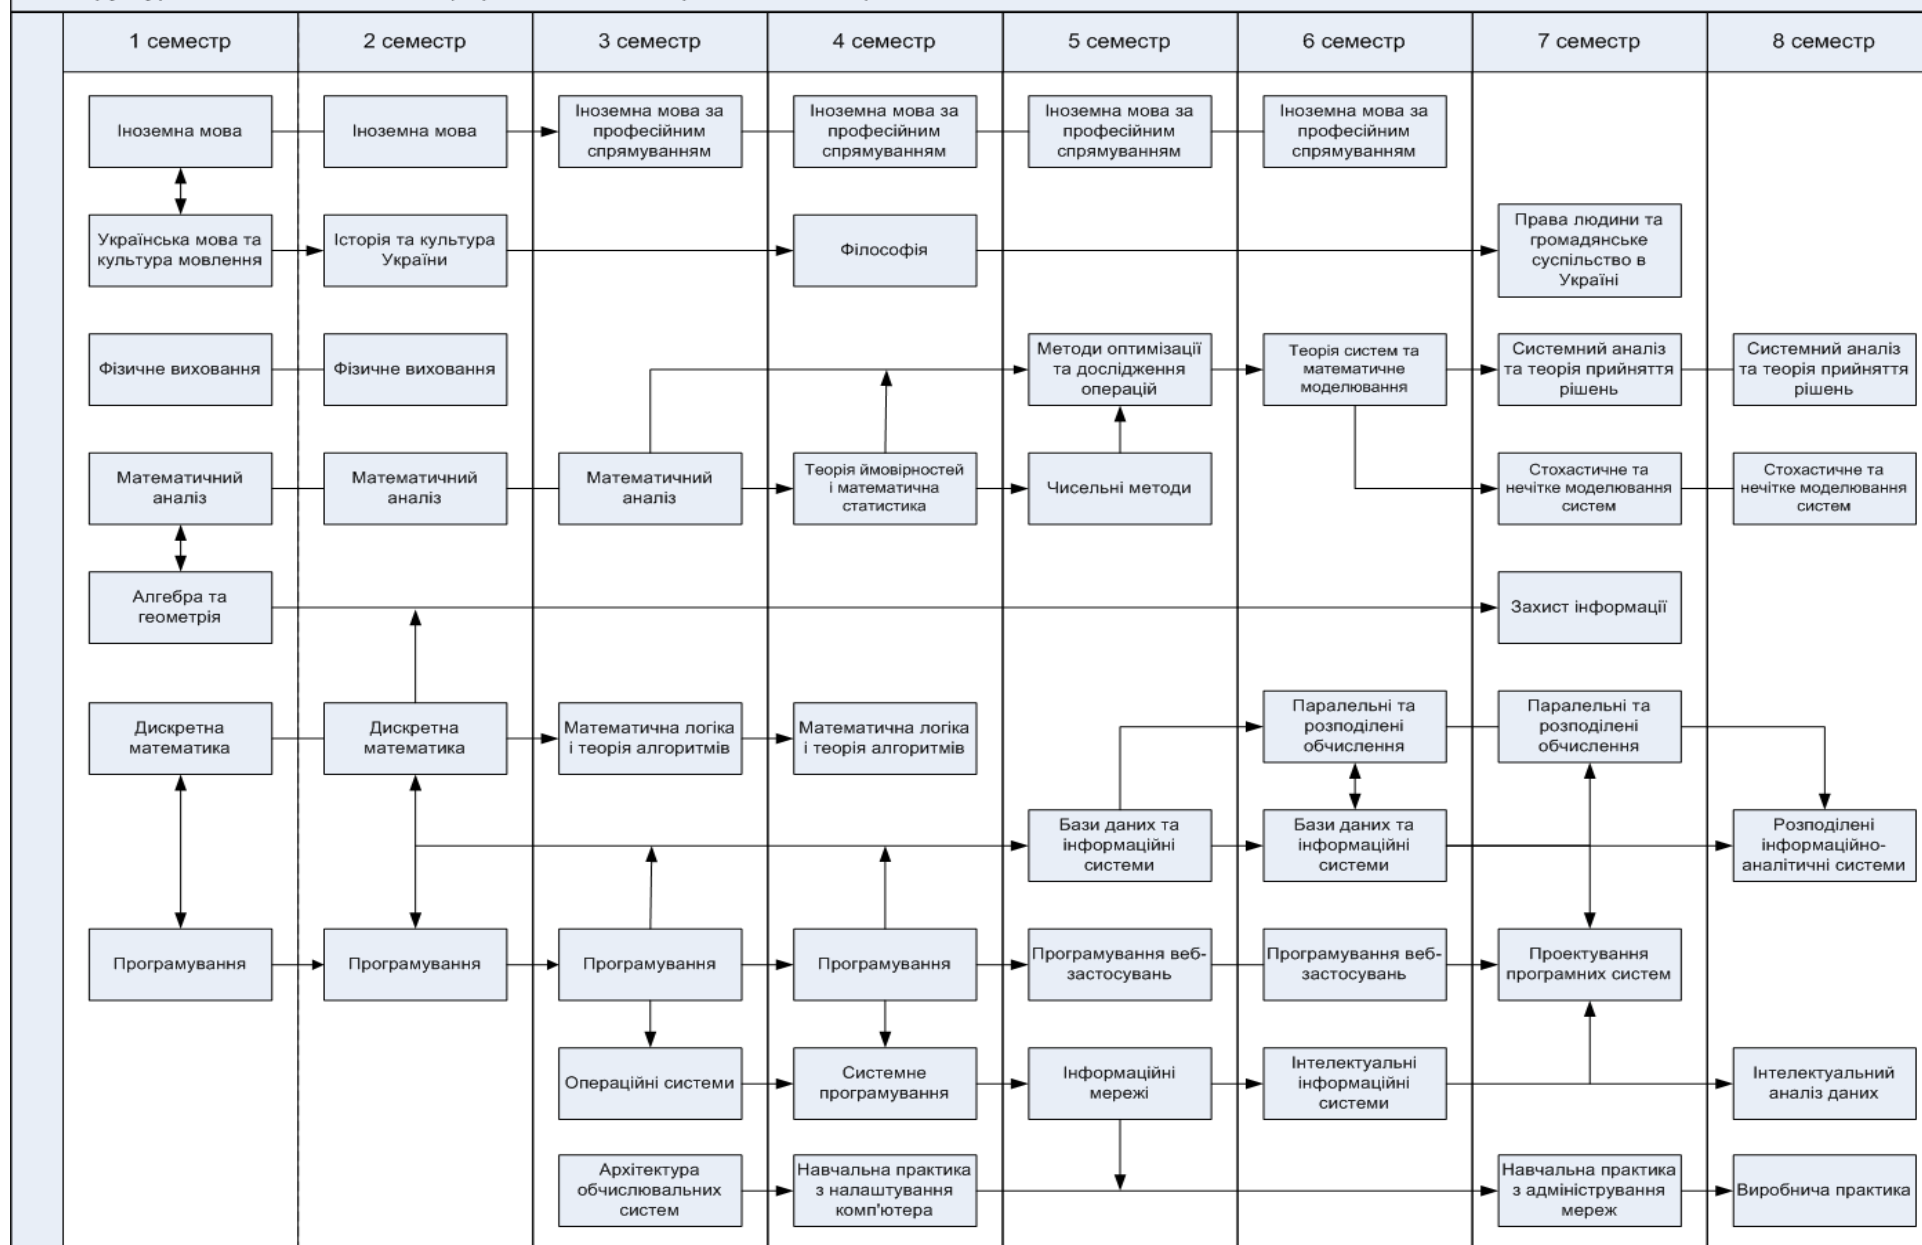 1 семестр
2 семестр
3 семестр
4 семестр
5 семестр
6 семестр
7 семестр
8 семестр
Іноземна мова
Іноземна мова
Іноземна мова за
професійним
спрямуванням
Іноземна мова за
професійним
спрямуванням
Іноземна мова за
професійним
спрямуванням
Іноземна мова за
професійним
спрямуванням
Українська мова та
культура мовлення
Історія та культура
України
Філософія
Права людини та
громадянське
суспільство в
Україні
Фізичне виховання
Фізичне виховання
Методи оптимізації
та дослідження
операцій
Теорія систем та
математичне
моделювання
Системний аналіз
та теорія прийняття
рішень
Системний аналіз
та теорія прийняття
рішень
Математичний
аналіз
Математичний
аналіз
Математичний
аналіз
Теорія ймовірностей
і математична
статистика
Чисельні методи
Стохастичне та
нечітке моделювання
систем
Стохастичне та
нечітке моделювання
систем
Алгебра та
геометрія
Захист інформації
Дискретна
математика
Дискретна
математика
Математична логіка
і теорія алгоритмів
Математична логіка
і теорія алгоритмів
Паралельні та
розподілені
обчислення
Паралельні та
розподілені
обчислення
Бази даних та
інформаційні
системи
Бази даних та
інформаційні
системи
Розподілені
інформаційно-
аналітичні системи
Програмування
Програмування
Програмування
Програмування
Програмування веб-
застосувань
Програмування веб-
застосувань
Проектування
програмних систем
Операційні системи
Системне
програмування
Інформаційні
мережі
Інтелектуальні
інформаційні
системи
Інтелектуальний
аналіз даних
Архітектура
обчислювальних
систем
Навчальна практика
з налаштування
комп'ютера
Навчальна практика
з адміністрування
мереж
Виробнича практика